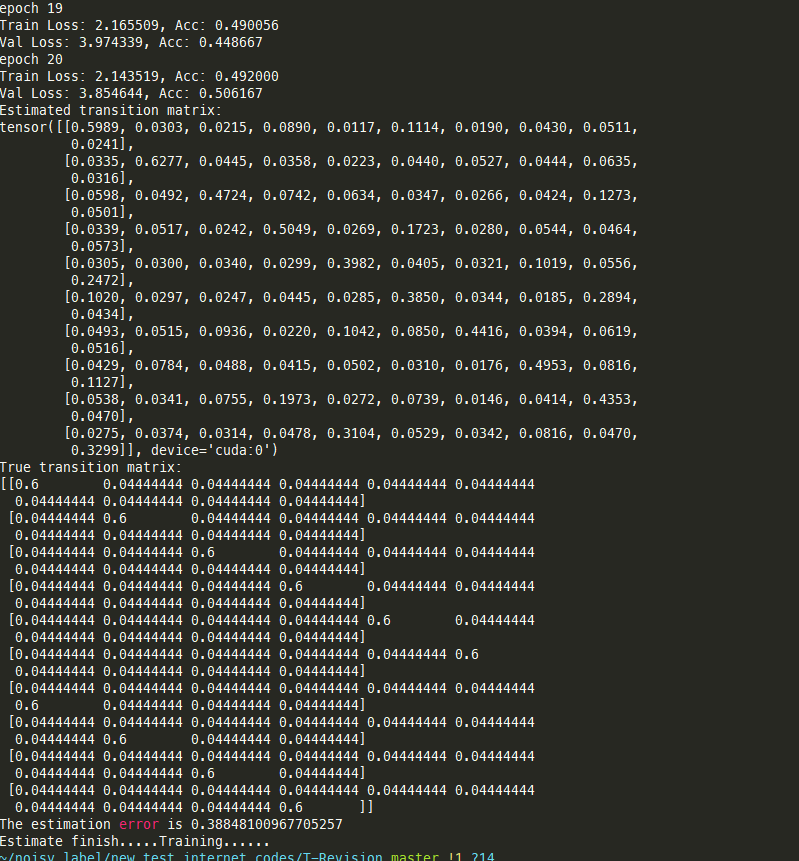 epoch 19
Train Loss: 2.165509, Acc: 0.490056
Val Loss: 3.974339, Acc: 0.448667
epoch 20
Train Loss: 2.143519, Acc: 0.492000
Val Loss: 3.854644, Acc: 0.506167
Estimated transition matrix:
tensor([[0.5989, 0.0303, 0.0215, 0.0890, 0.0117, 0.1114, 0.0190, 0.0430, 0.0511,
0.0241],
[0.0335, 0.6277, 0.0445, 0.0358, 0.0223, 0.0440, 0.0527, 0.0444, 0.0635,
0.0316],
[0.0598, 0.0492, 0.4724, 0.0742, 0.0634, 0.0347, 0.0266, 0.0424, 0.1273,
0.0501],
[0.0339, 0.0517, 0.0242, 0.5049, 0.0269, 0.1723, 0.0280, 0.0544, 0.0464,
0.0573],
[0.0305, 0.0300, 0.0340, 0.0299, 0.3982, 0.0405, 0.0321, 0.1019, 0.0556,
0.2472],
[0.1020, 0.0297, 0.0247, 0.0445, 0.0285, 0.3850, 0.0344, 0.0185, 0.2894,
0.0434],
[0.0493, 0.0515, 0.0936, 0.0220, 0.1042, 0.0850, 0.4416, 0.0394, 0.0619,
0.0516],
[0.0429, 0.0784, 0.0488, 0.0415, 0.0502, 0.0310, 0.0176, 0.4953, 0.0816,
0.1127],
[0.0538, 0.0341, 0.0755, 0.1973, 0.0272, 0.0739, 0.0146, 0.0414, 0.4353,
0.0470],
[0.0275, 0.0374, 0.0314, 0.0478, 0.3104, 0.0529, 0.0342, 0.0816, 0.0470,
0.3299]], device='cuda:0')
True transition matrix:
[[0.6 0.04444444 0.04444444 0.04444444 0.04444444 0.04444444
0.04444444 0.04444444 0.04444444 0.04444444]
[0.04444444 0.6 0.04444444 0.04444444 0.04444444 0.04444444
0.04444444 0.04444444 0.04444444 0.04444444]
[0.04444444 0.04444444 0.6 0.04444444 0.04444444 0.04444444
0.04444444 0.04444444 0.04444444 0.04444444]
[0.04444444 0.04444444 0.04444444 0.6 0.04444444 0.04444444
0.04444444 0.04444444 0.04444444 0.04444444]
[0.04444444 0.04444444 0.04444444 0.04444444 0.6 0.04444444
0.04444444 0.04444444 0.04444444 0.04444444]
[0.04444444 0.04444444 0.04444444 0.04444444 0.04444444 0.6
0.04444444 0.04444444 0.04444444 0.04444444]
[0.04444444 0.04444444 0.04444444 0.04444444 0.04444444 0.04444444
0.6 0.04444444 0.04444444 0.04444444]
[0.04444444 0.04444444 0.04444444 0.04444444 0.04444444 0.04444444
0.04444444 0.6 0.04444444 0.04444444]
[0.04444444 0.04444444 0.04444444 0.04444444 0.04444444 0.04444444
0.04444444 0.04444444 0.6 0.04444444]
[0.04444444 0.04444444 0.04444444 0.04444444 0.04444444 0.04444444
0.04444444 0.04444444 0.04444444 0.6 ]]
The estimation error is 0.38848100967705257
Estimate finish.....Training......
~/noisy_label/new_test_internet_codes/T-Revision master !1 ?14